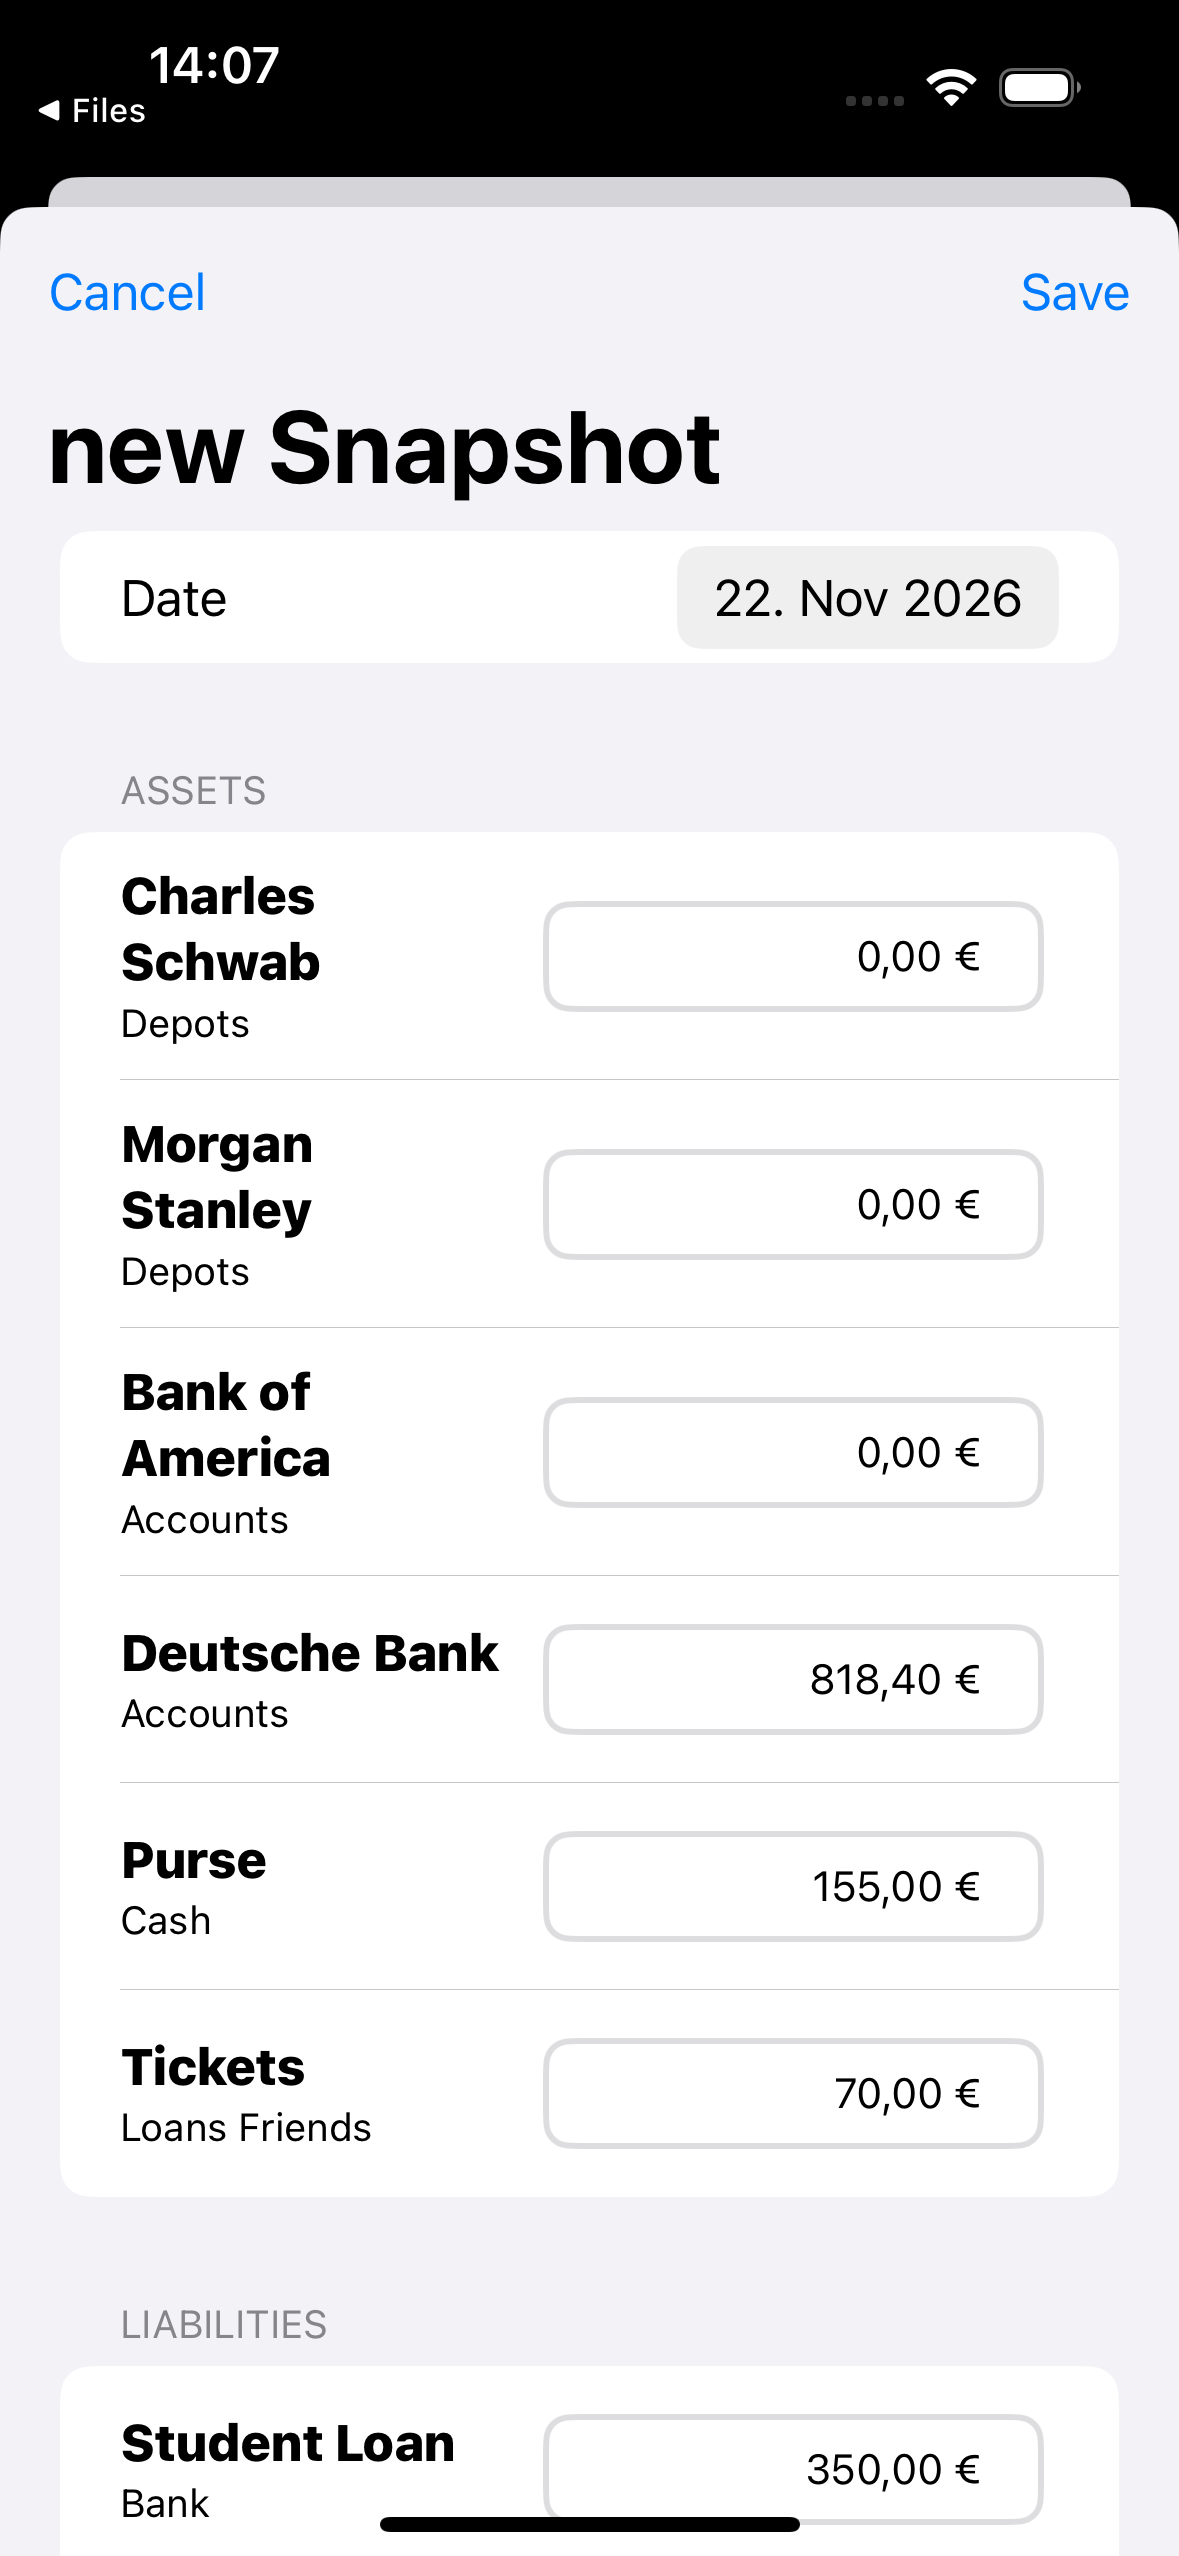 14:07
Files
Cancel
Save
new Snapshot
Date
22. Nov 2026
ASSETS
Charles
Schwab
Depots
0,00 €
Morgan
Stanley
Depots
0,00 €
Bank of
America
Accounts
0,00 €
Deutsche Bank
Accounts
818,40 €
Purse
Cash
155,00 €
Tickets
Loans Friends
70,00 €
LIABILITIES
Student Loan
Bank
350,00 €